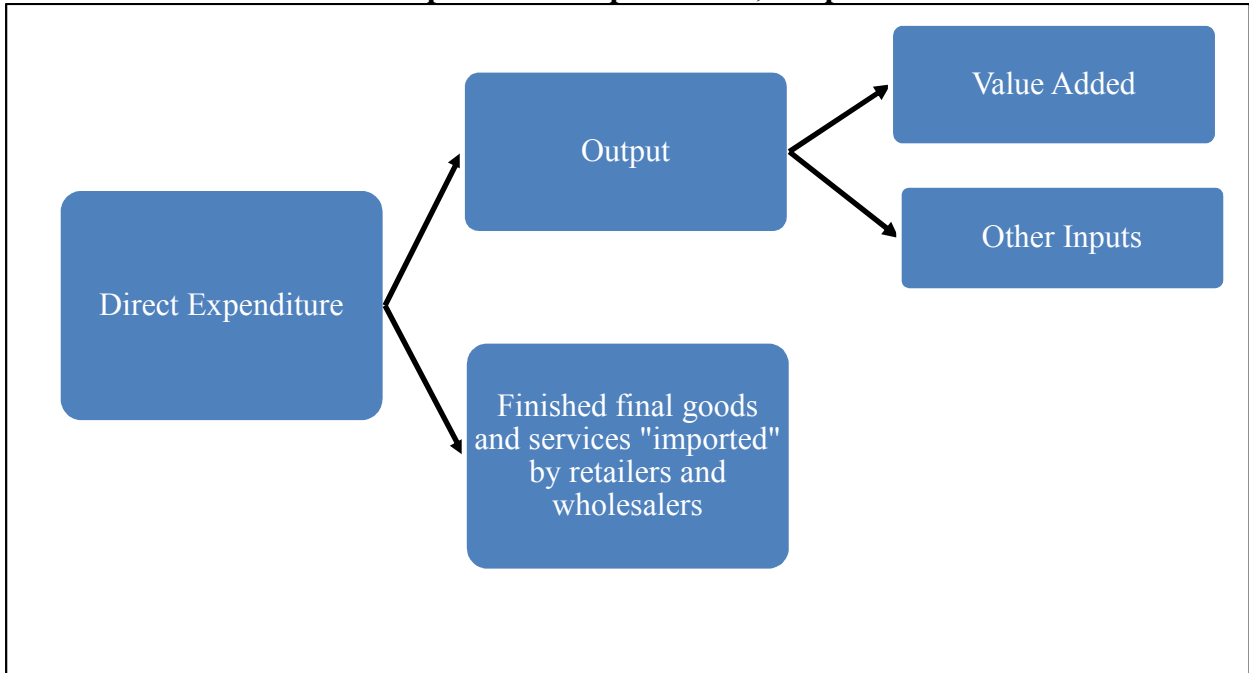 Value Added
Output
Other Inputs
Direct Expenditure
Finished final goods
and services "imported"
by retailers and
wholesalers